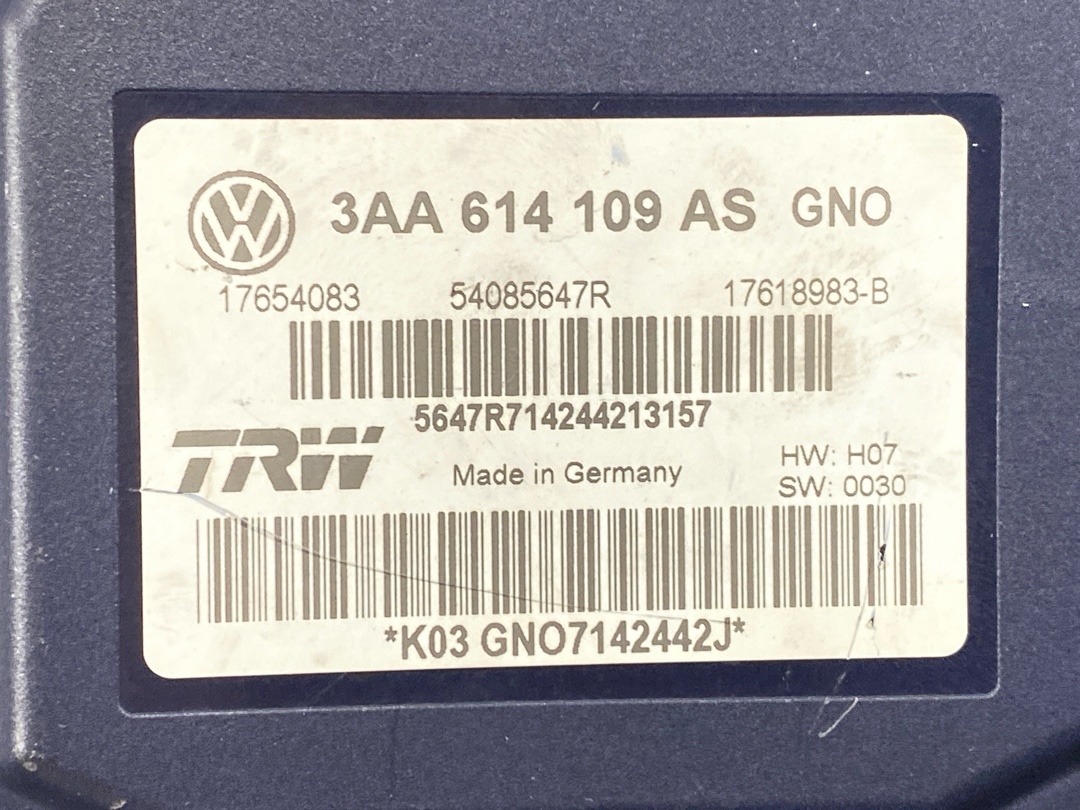 3AA 614 109 AS GNO
17654083 54085647R 17618983-B
5647R714244213157
TRW Made in Germany HW: H07
SW: 0030
*K03 GNO7142442J*